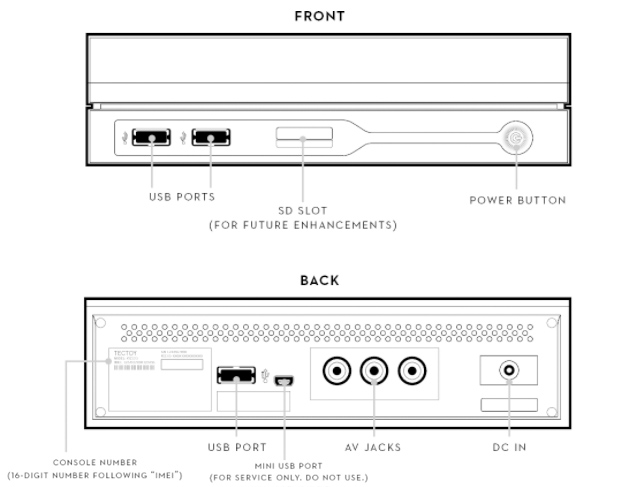 FRONT
USB PORTS
SD SLOT
(FOR FUTURE ENHANCEMENTS)
POWER BUTTON
BACK
TECTOY
USB PORT
AV JACKS
DC IN
CONSOLE NUMBER
(16-DIGIT NUMBER FOLLOWING "IMEI")
MINI USB PORT
(FOR SERVICE ONLY. DO NOT USE.)